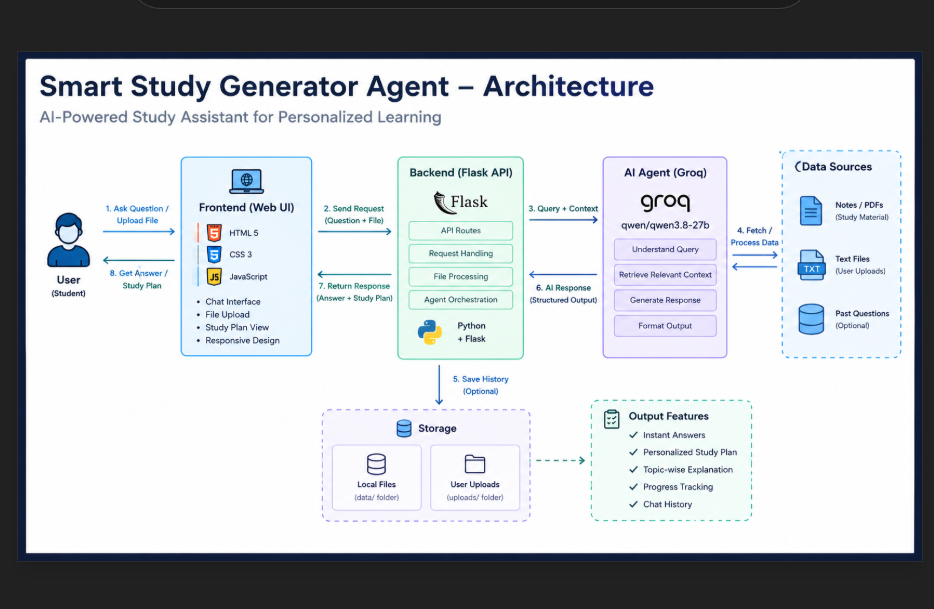 Smart Study Generator Agent – Architecture
AI-Powered Study Assistant for Personalized Learning
User
(Student)
1. Ask Question /
Upload File
8. Get Answer /
Study Plan
Frontend (Web UI)
HTML 5
CSS 3
JS
JavaScript
• Chat Interface
• File Upload
• Study Plan View
• Responsive Design
2. Send Request
(Question + File)
7. Return Response
(Answer + Study Plan)
Backend (Flask API)
Flask
API Routes
Request Handling
File Processing
Agent Orchestration
Python
+ Flask
3. Query + Context
6. AI Response
(Structured Output)
AI Agent (Groq)
groq
qwen/qwen3.8-27b
Understand Query
Retrieve Relevant Context
Generate Response
Format Output
4. Fetch /
Process Data
Data Sources
Notes / PDFs
(Study Material)
TXT
Text Files
(User Uploads)
Past Questions
(Optional)
5. Save History
(Optional)
Storage
Local Files
(data/ folder)
User Uploads
(uploads/ folder)
Output Features
Instant Answers
Personalized Study Plan
Topic-wise Explanation
Progress Tracking
Chat History